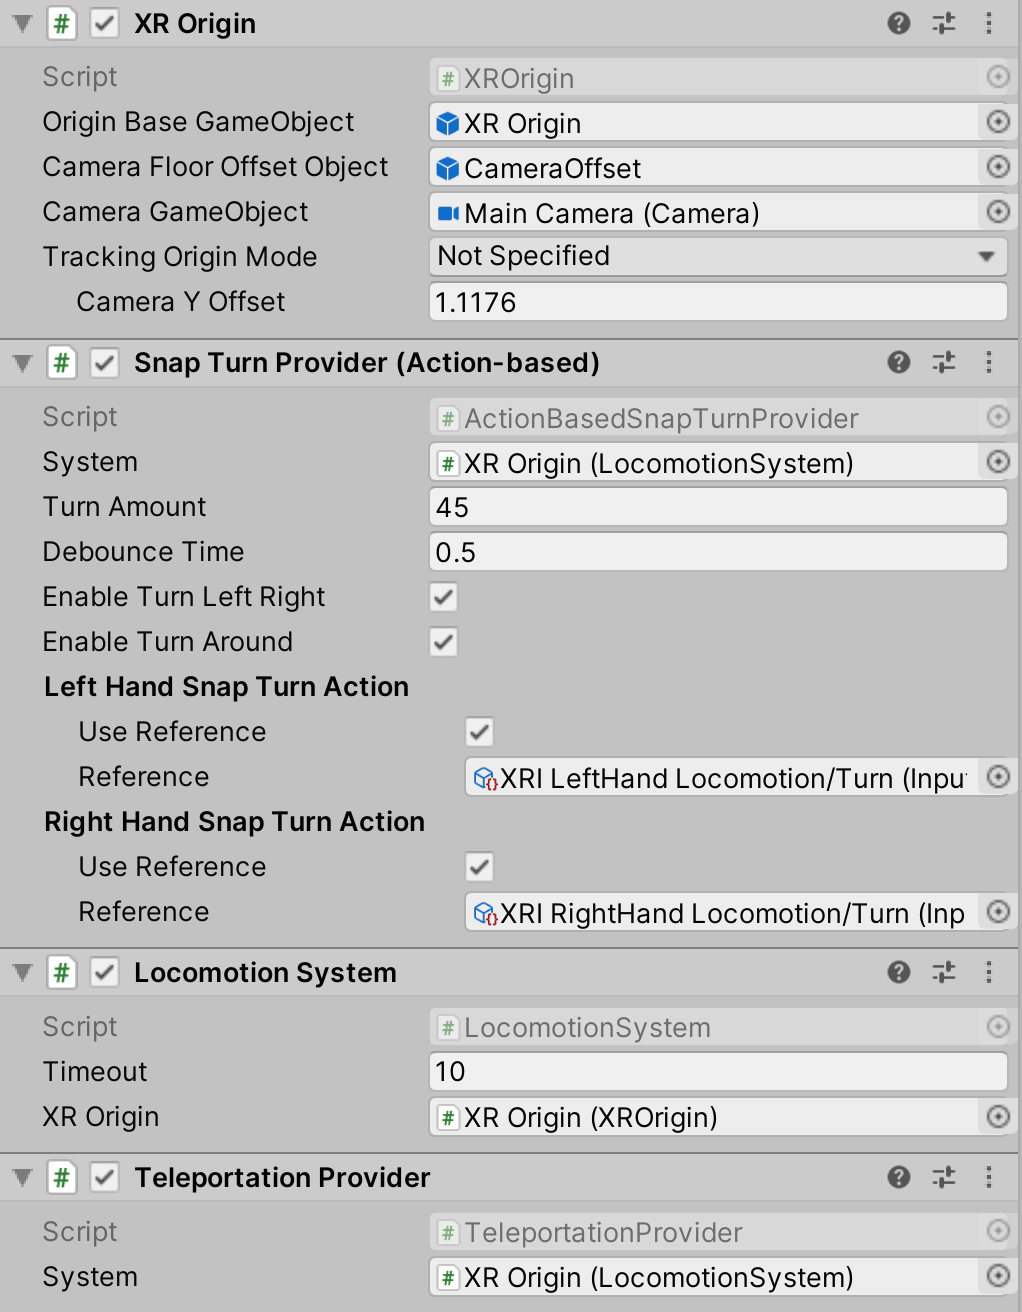 XR Origin
Script XROrigin
Origin Base GameObject XR Origin
Camera Floor Offset Object CameraOffset
Camera GameObject Main Camera (Camera)
Tracking Origin Mode Not Specified
Camera Y Offset 1.1176
Snap Turn Provider (Action-based)
Script ActionBasedSnapTurnProvider
System XR Origin (LocomotionSystem)
Turn Amount 45
Debounce Time 0.5
Enable Turn Left Right
Enable Turn Around
Left Hand Snap Turn Action
Use Reference
Reference XRI LeftHand Locomotion/Turn (Inpu
Right Hand Snap Turn Action
Use Reference
Reference XRI RightHand Locomotion/Turn (Inp
Locomotion System
Script LocomotionSystem
Timeout 10
XR Origin XR Origin (XROrigin)
Teleportation Provider
Script TeleportationProvider
System XR Origin (LocomotionSystem)